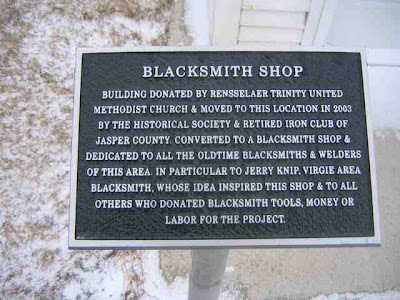 BLACKSMITH SHOP
BUILDING DONATED BY RENSSELAER TRINITY UNITED
METHODIST CHURCH & MOVED TO THIS LOCATION IN 2003
BY THE HISTORICAL SOCIETY & RETIRED IRON CLUB OF
JASPER COUNTY. CONVERTED TO A BLACKSMITH SHOP &
DEDICATED TO ALL THE OLDTIME BLACKSMITHS & WELDERS
OF THIS AREA. IN PARTICULAR TO JERRY KNIP, VIRGIE AREA
BLACKSMITH, WHOSE IDEA INSPIRED THIS SHOP & TO ALL
OTHERS WHO DONATED BLACKSMITH TOOLS, MONEY OR
LABOR FOR THE PROJECT.